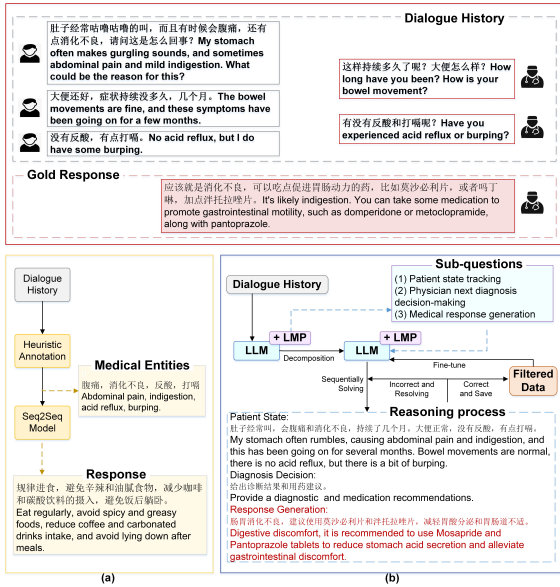 Dialogue History
肚子经常咕噜咕噜的叫，而且有时候会腹痛，还有
点消化不良，请问这是怎么回事？My stomach
often makes gurgling sounds, and sometimes
abdominal pain and mild indigestion. What
could be the reason for this?
这样持续多久了呢？大便怎么样？How
long have you been? How is your
bowel movement?
大便还好，症状持续没多久，几个月。The bowel
movements are fine, and these symptoms have
been going on for a few months.
有没有反酸和打嗝呢？Have you
experienced acid reflux or burping?
没有反酸，有点打嗝。No acid reflux, but I do
have some burping.
Gold Response
应该就是消化不良，可以吃点促进胃肠动力的药，比如莫沙必利片，或者吗丁
啉，加点泮托拉唑片。It's likely indigestion. You can take some medication to
promote gastrointestinal motility, such as domperidone or metoclopramide,
along with pantoprazole.
Dialogue
History
Heuristic
Annotation
Medical Entities
腹痛，消化不良，反酸，打嗝
Abdominal pain, indigestion,
acid reflux, burping.
Seq2Seq
Model
Response
规律进食，避免辛辣和油腻食物，减少咖啡
和碳酸饮料的摄入，避免饭后躺卧。
Eat regularly, avoid spicy and greasy
foods, reduce coffee and carbonated
drinks intake, and avoid lying down after
meals.
(a)
Sub-questions
(1) Patient state tracking
(2) Physician next diagnosis
decision-making
(3) Medical response generation
Dialogue History
+ LMP
LLM
Decomposition
+ LMP
LLM
Fine-tune
Sequentially
Solving
Incorrect and
Resolving
Correct
and Save
Filtered
Data
Reasoning process
Patient State:
肚子经常叫，会腹痛和消化不良，持续了几个月。大便正常，没有反酸，有点打嗝。
My stomach often rumbles, causing abdominal pain and indigestion, and
this has been going on for several months. Bowel movements are normal,
there is no acid reflux, but there is a bit of burping.
Diagnosis Decision:
给出诊断结果和用药建议。
Provide a diagnostic and medication recommendations.
Response Generation:
肠胃消化不良，建议使用莫沙必利片和泮托拉唑片，减轻胃酸分泌和胃肠道不适。
Digestive discomfort, it is recommended to use Mosapride and
Pantoprazole tablets to reduce stomach acid secretion and alleviate
gastrointestinal discomfort.
(b)